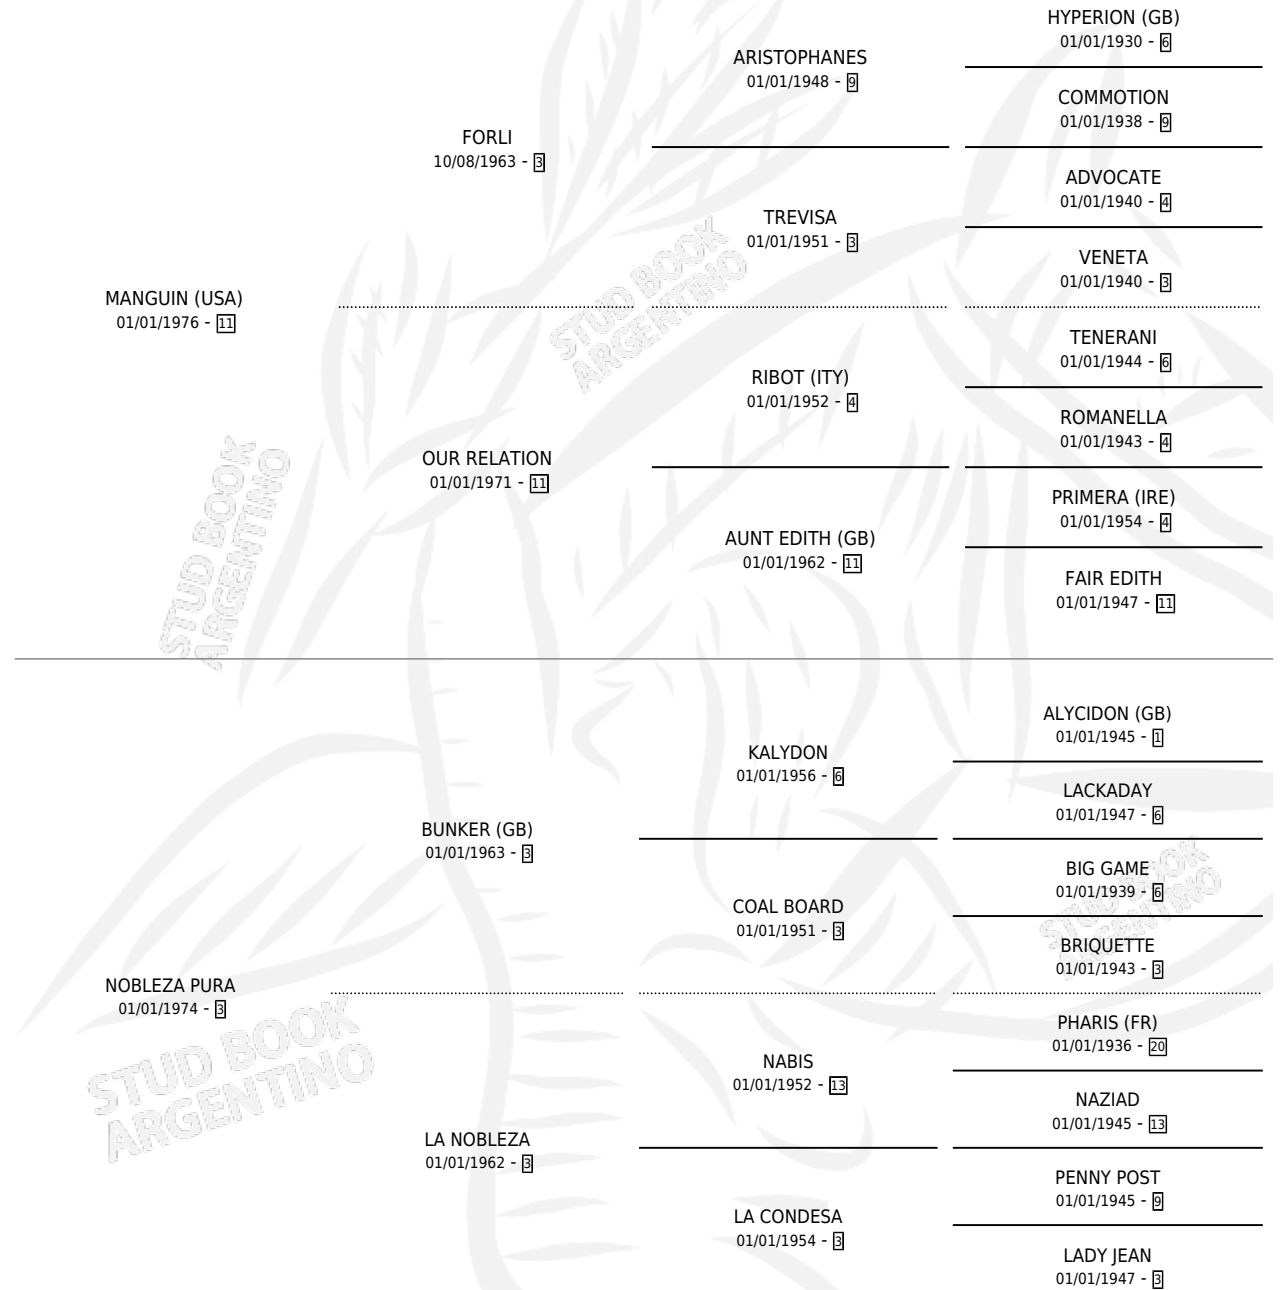 HYPERION (GB)
01/01/1930 - 6
ARISTOPHANES
01/01/1948 - 9
COMMOTION
01/01/1938 - 9
FORLI
10/08/1963 - 3
ADVOCATE
01/01/1940 - 4
TREVISA
01/01/1951 - 3
VENETA
01/01/1940 - 3
MANGUIN (USA)
01/01/1976 - 11
TENERANI
01/01/1944 - 6
RIBOT (ITY)
01/01/1952 - 4
ROMANELLA
01/01/1943 - 4
OUR RELATION
01/01/1971 - 11
PRIMERA (IRE)
01/01/1954 - 4
AUNT EDITH (GB)
01/01/1962 - 11
FAIR EDITH
01/01/1947 - 11
ALYCIDON (GB)
01/01/1945 - 1
KALYDON
01/01/1956 - 6
LACKADAY
01/01/1947 - 6
BUNKER (GB)
01/01/1963 - 3
BIG GAME
01/01/1939 - 6
COAL BOARD
01/01/1951 - 3
BRIQUETTE
01/01/1943 - 3
NOBLEZA PURA
01/01/1974 - 3
PHARIS (FR)
01/01/1936 - 20
NABIS
01/01/1952 - 13
NAZIAD
01/01/1945 - 13
LA NOBLEZA
01/01/1962 - 3
PENNY POST
01/01/1945 - 9
LA CONDESA
01/01/1954 - 3
LADY JEAN
01/01/1947 - 3
STUD BOOK
ARGENTINO
STUD BOOK
ARGENTINO
STUD BOOK
ARGENTINO
STUD BOOK
ARGENTINO